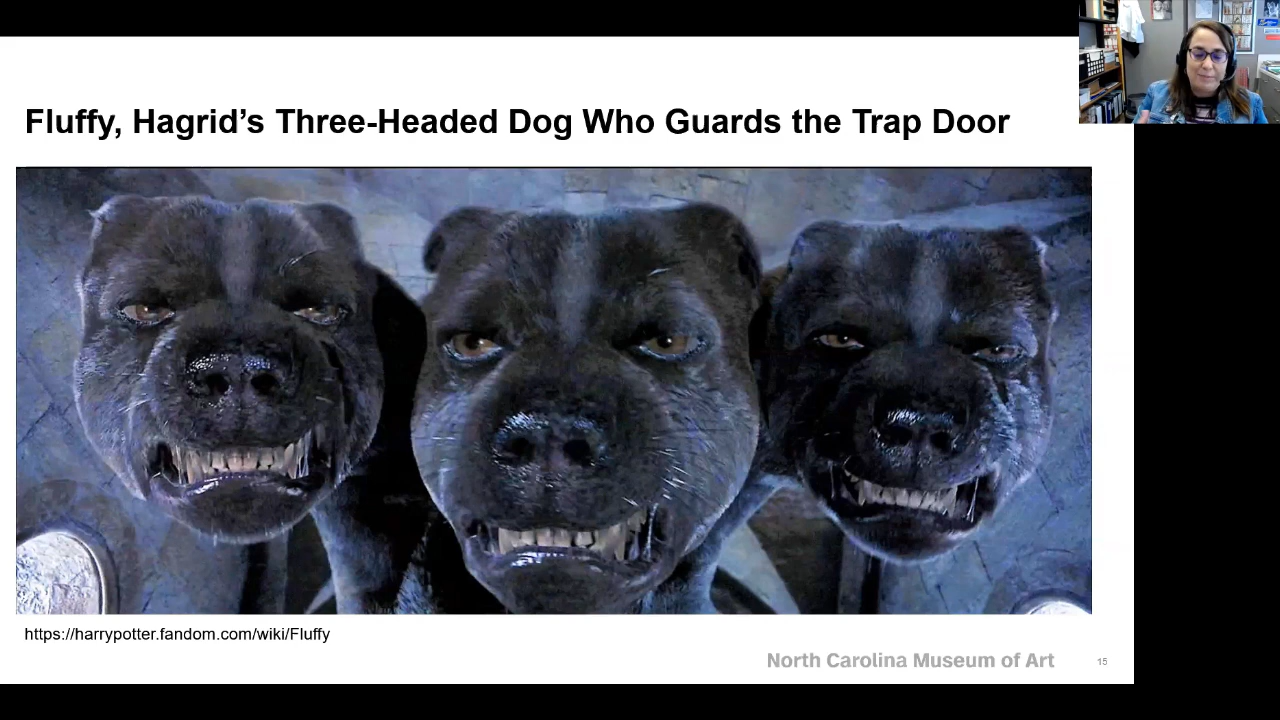 Fluffy, Hagrid’s Three-Headed Dog Who Guards the Trap Door
https://harrypotter.fandom.com/wiki/Fluffy
North Carolina Museum of Art
15